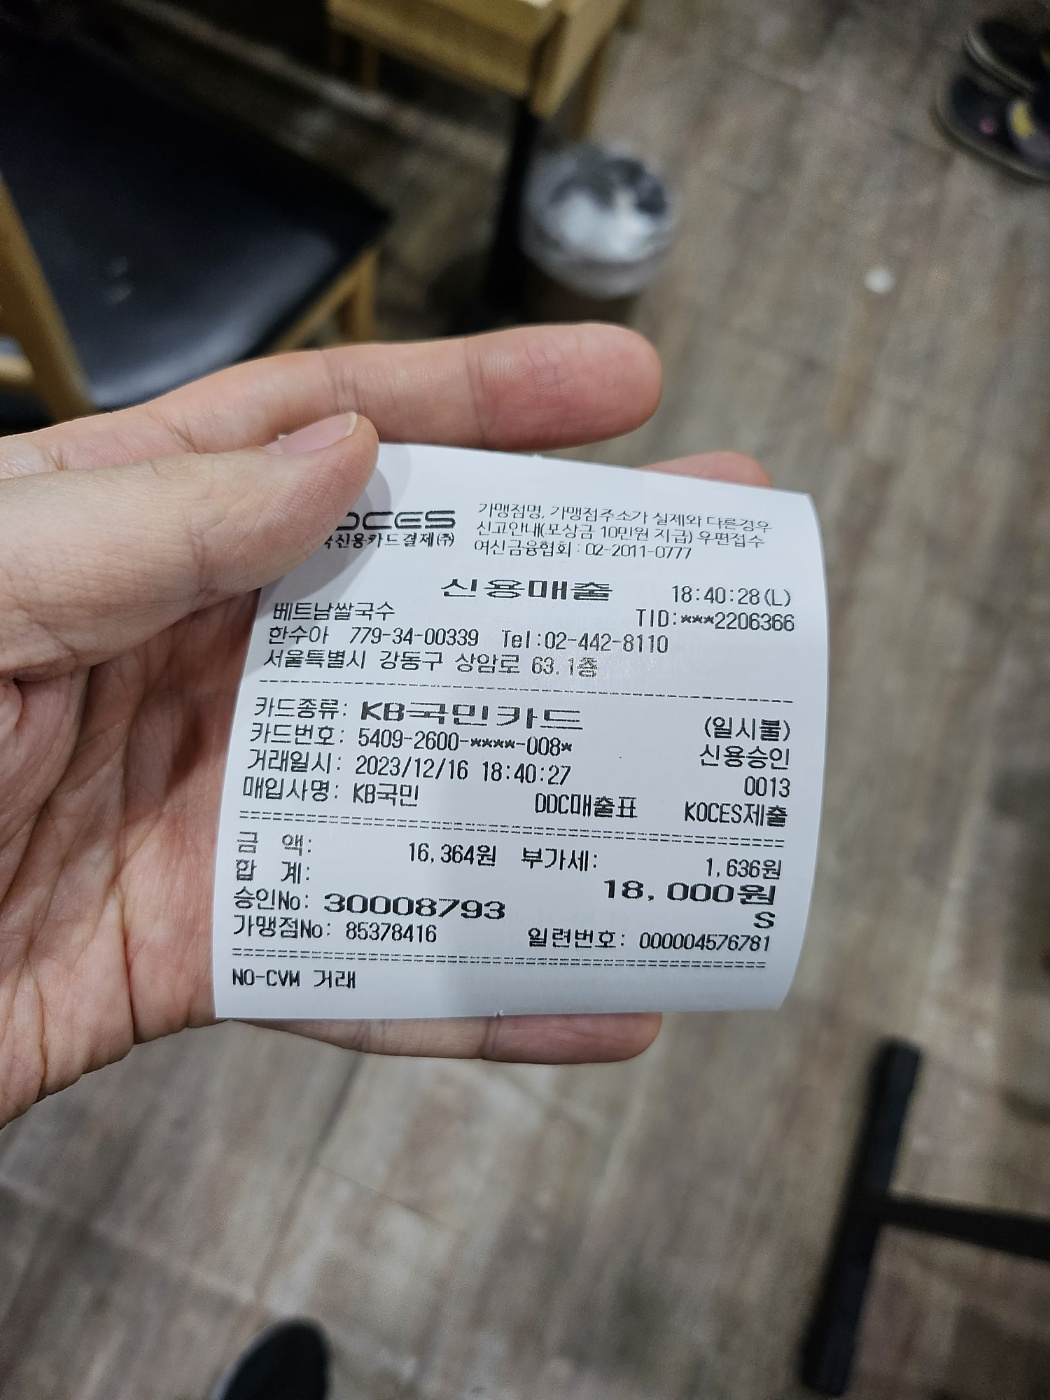 OCES
신용카드결제(주)
가맹점명, 가맹점주소가 실제와 다른경우
신고안내(포상금 10만원 지급) 우편접수
여신금융협회 : 02-2011-0777
신용매출 18:40:28(L)
베트남쌀국수 TID:***2206366
한수아 779-34-00339 Tel:02-442-8110
서울특별시 강동구 상암로 63.1층
카드종류: KB국민카드 (일시불)
카드번호: 5409-2600-****-008* 신용승인
거래일시: 2023/12/16 18:40:27 0013
매입사명: KB국민 DDC매출표 KOCES제출
금 액: 16,364원 부가세: 1,636원
합 계: 18,000원
승인No: 30008793 S
가맹점No: 85378416 일련번호: 000004576781
NO-CVM 거래